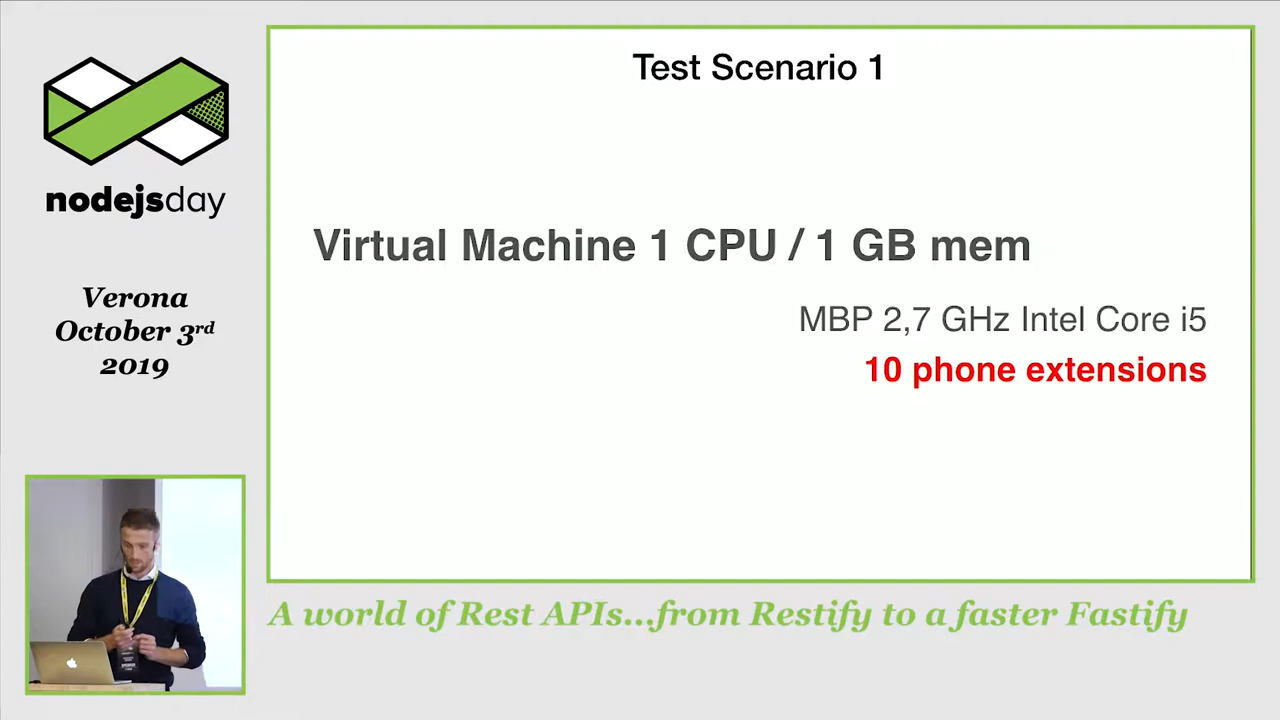 nodejsday
Verona
October 3rd
2019
Test Scenario 1
Virtual Machine 1 CPU / 1 GB mem
MBP 2,7 GHz Intel Core i5
10 phone extensions
A world of Rest APIs...from Restify to a faster Fastify